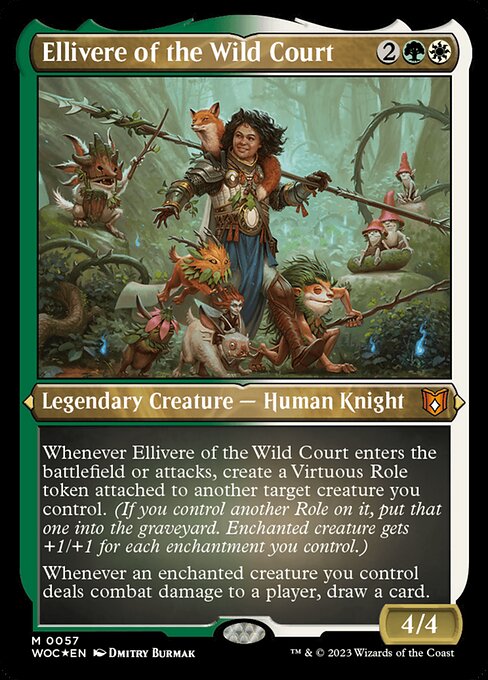 Ellivere of the Wild Court 2
Legendary Creature — Human Knight
Whenever Ellivere of the Wild Court enters the
battlefield or attacks, create a Virtuous Role
token attached to another target creature you
control. (If you control another Role on it, put that
one into the graveyard. Enchanted creature gets
+1/+1 for each enchantment you control.)
Whenever an enchanted creature you control
deals combat damage to a player, draw a card.
4/4
M 0057
WOC★EN Dmitry Burmak
™ & © 2023 Wizards of the Coast